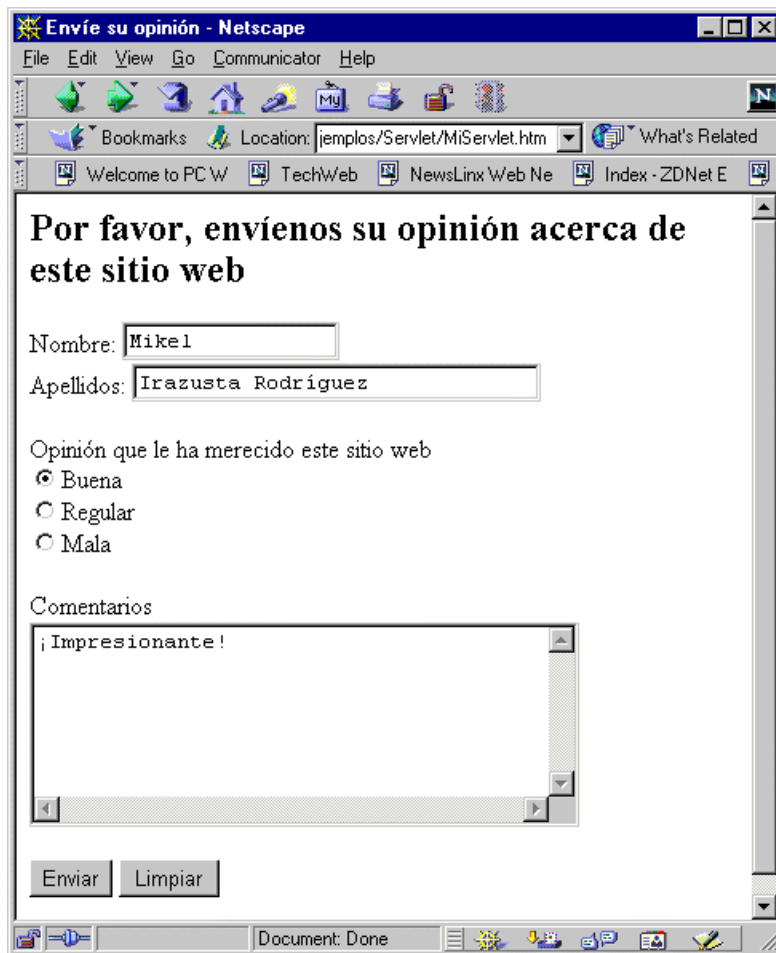 Envíe su opinión - Netscape
File Edit View Go Communicator Help
My
N
Bookmarks Location: jemplos/Servlet/MiServlet.htm What's Related
Welcome to PC W TechWeb NewsLinx Web Ne Index - ZDNet E
Por favor, envíenos su opinión acerca de
este sitio web
Nombre: Mikel
Apellidos: Irazusta Rodríguez
Opinión que le ha merecido este sitio web
Buena
Regular
Mala
Comentarios
¡Impresionante!
Enviar Limpiar
Document: Done